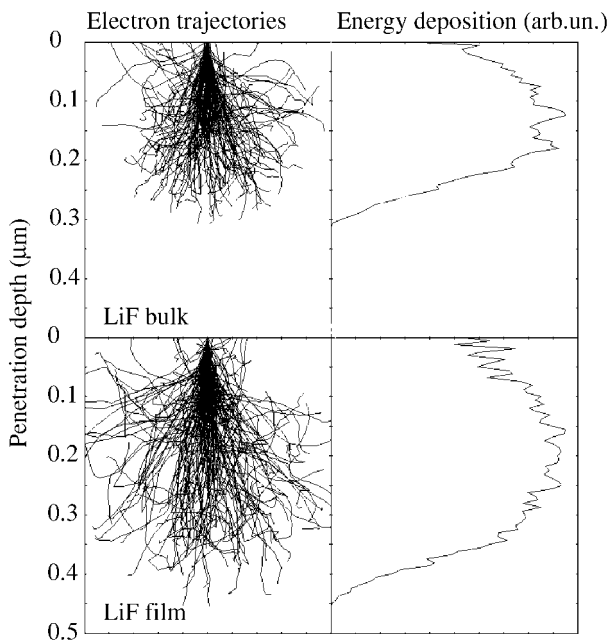 Electron trajectories
Energy deposition (arb.un.)
0
0.1
0.2
0.3
0.4
LiF bulk
0
0.1
0.2
0.3
0.4
0.5
LiF film
Penetration depth (μm)